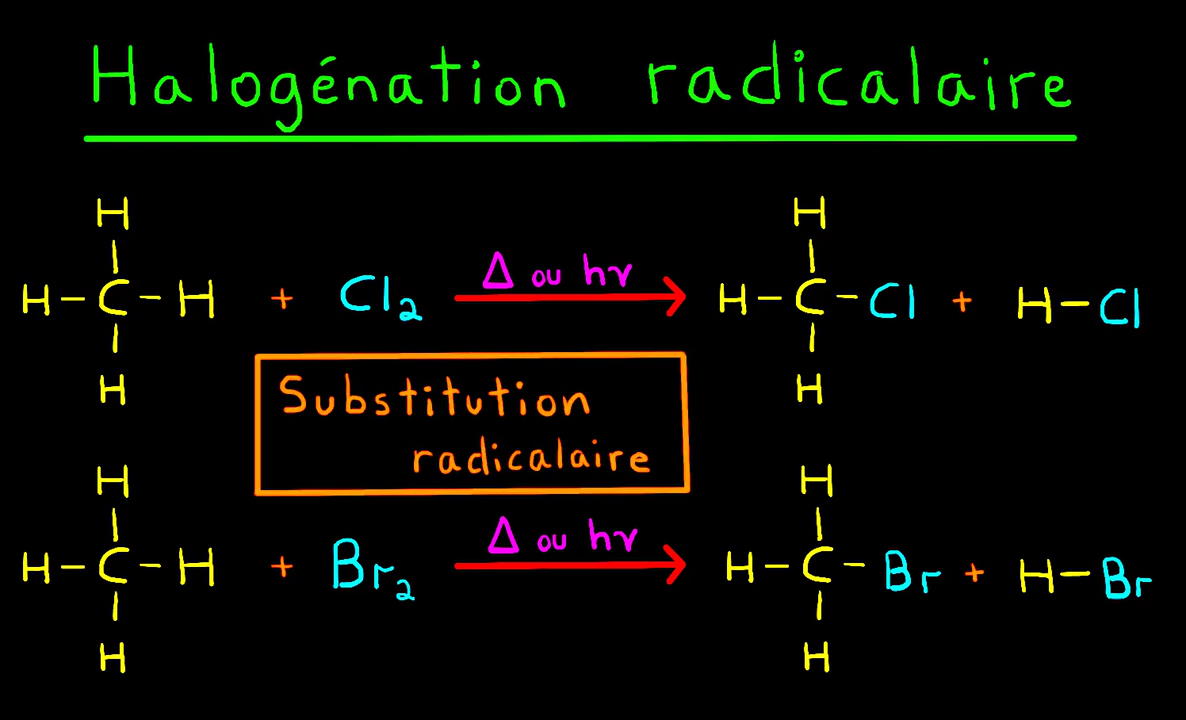 Halogénation radicalaire
H
H-C-H + Cl₂ Δ ou hν H-C-Cl + H-Cl
H
H
H
Substitution
radicalaire
H
H
H-C-H + Br₂ Δ ou hν H-C-Br + H-Br
H
H